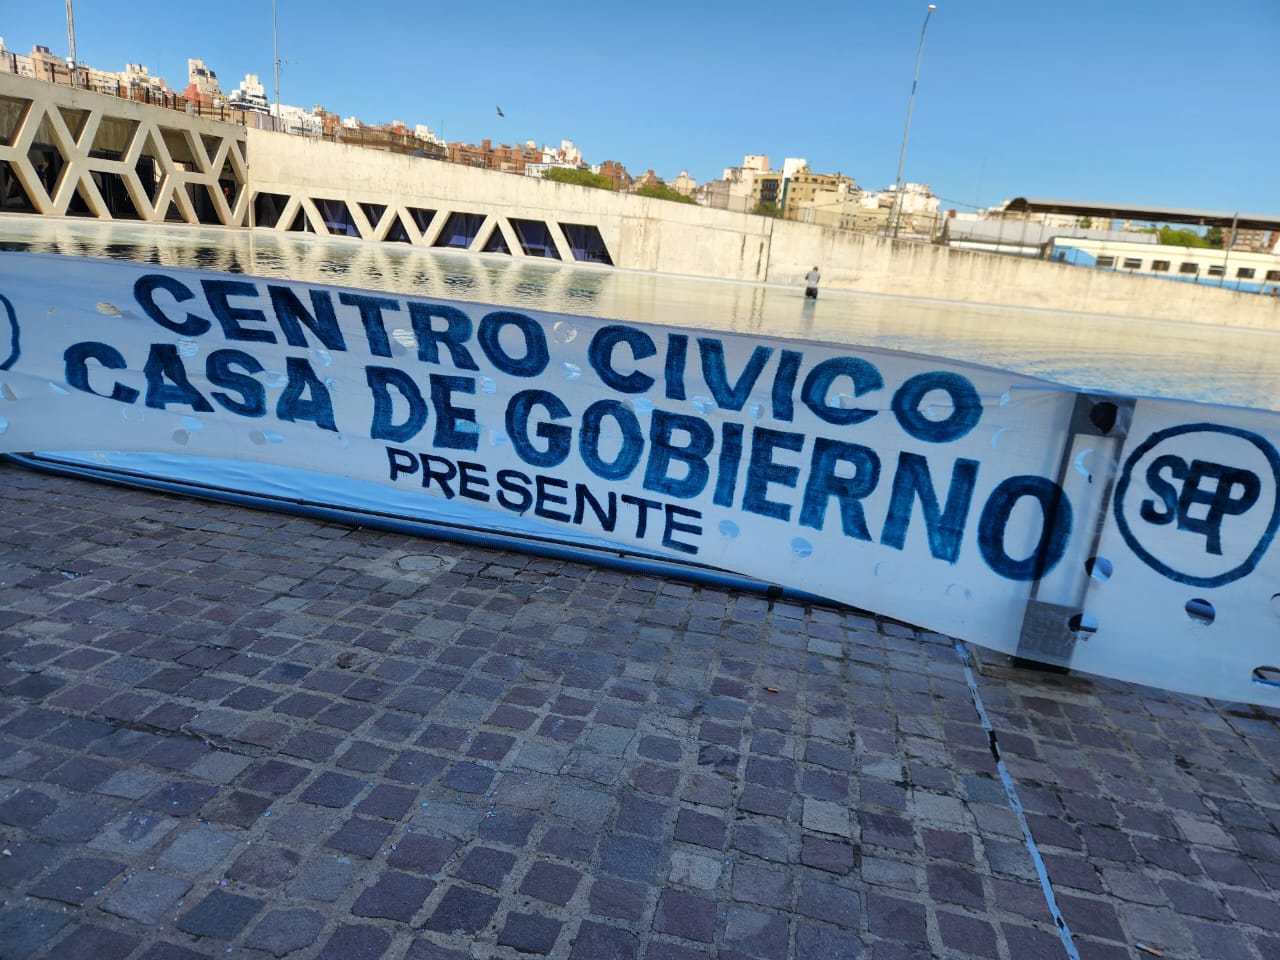 CENTRO CIVICO
CASA DE GOBIERNO
PRESENTE
SEP